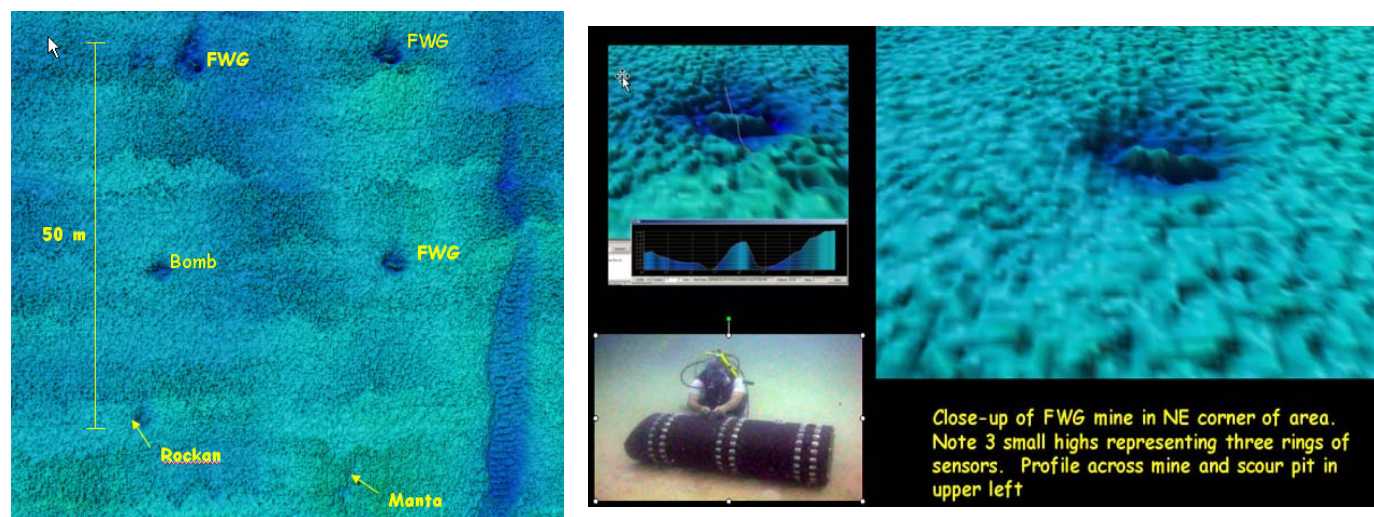 FWG
FWG
50 m
Bomb
FWG
Rockan
Manta
Close-up of FWG mine in NE corner of area.
Note 3 small highs representing three rings of
sensors. Profile across mine and scour pit in
upper left